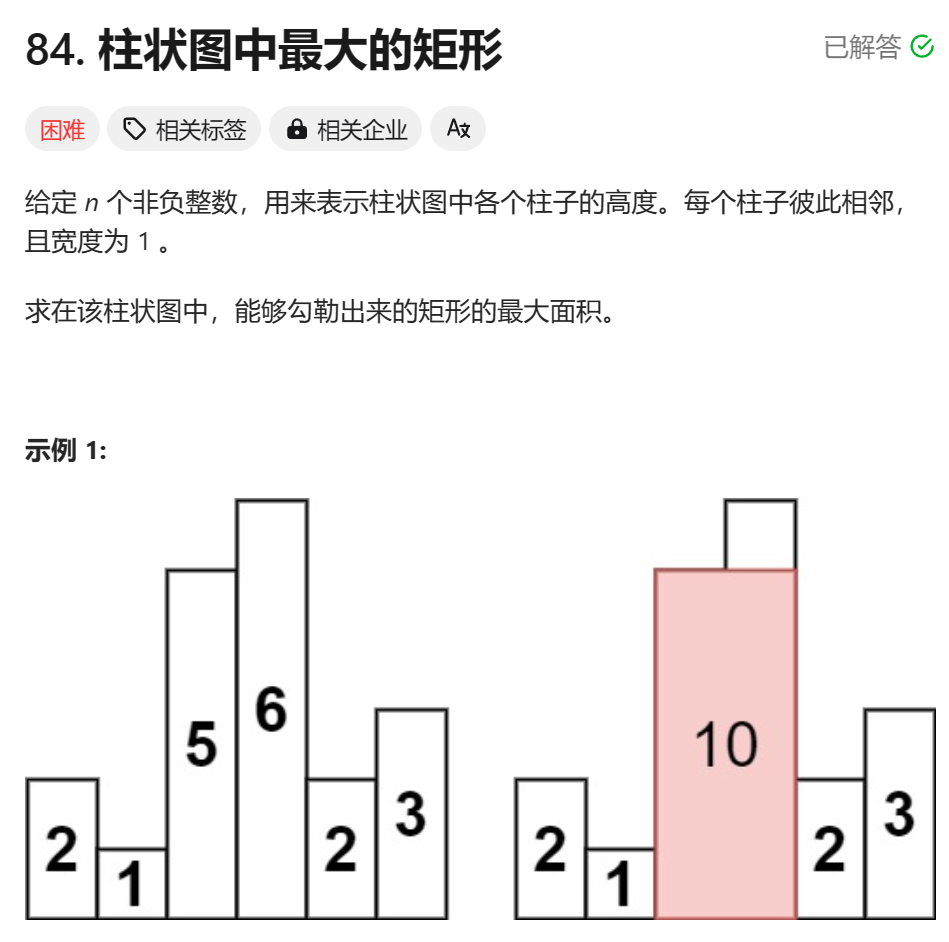 84. 柱状图中最大的矩形
已解答
困难 相关标签 相关企业 A文
给定 n 个非负整数，用来表示柱状图中各个柱子的高度。每个柱子彼此相邻，
且宽度为 1 。
求在该柱状图中，能够勾勒出来的矩形的最大面积。
示例 1:
2 1 5 6 2 3
2 1 10 2 3